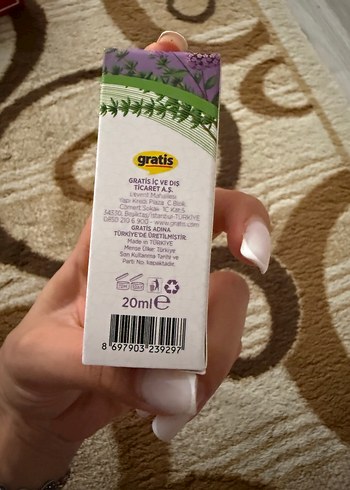 gratis
GRATİS İÇ VE DIŞ
TİCARET A.Ş.
Levent Mahallesi
Yapı Kredi Plaza C Blok
Cömert Sokak 1C Kat:5
34330, Beşiktaş/İstanbul-TÜRKİYE
0850 210 6 900 - www.gratis.com
GRATİS ADINA
TÜRKİYE'DE ÜRETİLMİŞTİR.
Made in TÜRKİYE
Menşe Ülke: Türkiye
Son Kullanma Tarihi ve
Parti No. kapaktadır.
20ml e
8 697903 239297